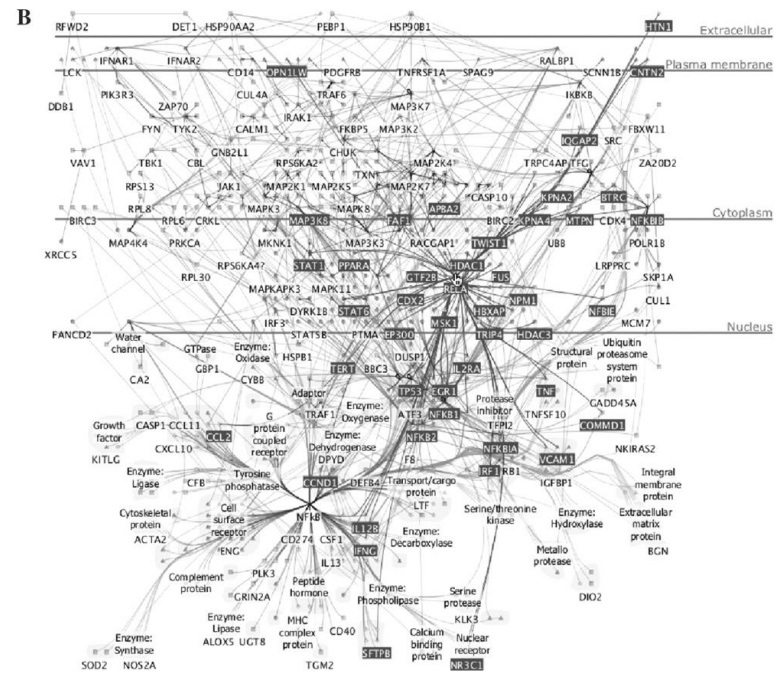 B
RFWD2 DET1 HSP90AA2 PEBP1 HSP90B1 HTN1
Extracellular
IFNAR1 IFNAR2 RALBP1
Plasma membrane
LCK CD14 OPN1LW PDGFRB TNFRSF1A SPAG9 SCNN1B CNTN2
PIK3R3 CUL4A TRAF6 IKBKB
DDB1 ZAP70 IRAK1 MAP3K7
FYN TYK2 CALM1 FKBP5 MAP3K2 FBXW11
IQGAP2 SRC
VAV1 TBK1 CBL GNB2L1 RPS6KA2 CHUK MAP2K4 TRPC4AP TFG ZA20D2
TXN
RPS13 JAK1 MAP2K1 MAP2K5 MAP2K7 CASP10 KPNA2 BTRC
RPL8 MAPK3 MAPK8 APBA2
BIRC3 RPL6 CRKL MAP3K8 FAF1 BIRC2 KPNA4 MTPN CDK4 NFKBIB
Cytoplasm
MAP4K4 PRKCA MKNK1 MAP3K3 RACGAP1 TWIST1 UBB POLR1B
XRCC5
RPS6KA4 STAT1 PPARA HDAC1 LRPPRC
RPL30 GTF2B FUS SKP1A
MAPKAPK3 MAPK11 RELA
CDX2 NPM1 CUL1
DYRK1B STAT6 HBXAP NFBIE
IRF3 MSK1 MCM7
FANCD2 STAT5B PTMA EP300 TRIP4 HDAC3
Nucleus
Water
channel
GTPase
Enzyme:
Oxidase
HSPB1 DUSP1
Structural
protein
Ubiquitin
proteasome
system
protein
GBP1 TERT BBC3 IL2RA
CA2 CYBB
Adaptor TP53 EGR1
Protease
inhibitor
TNF
GADD45A
TRAF1
Enzyme:
Oxygenase
ATF3 NFKB1 TNFSF10
TFPI2 COMMD1
Growth
factor
CASP1 CCL11
G
protein
coupled
receptor
CCL2
Enzyme:
Dehydrogenase
NFKB2
CXCL10 NFKBIA NKIRAS2
KITLG DPYD F8 VCAM1
Enzyme:
Ligase
CFB
Tyrosine
phosphatase
CCND1 DEFB4
Transport/cargo
protein
IRF1 RB1 IGFBP1
Integral
membrane
protein
LTF
Cytoskeletal
protein
Cell
surface
receptor
NFkB
Serine/threonine
kinase
Enzyme:
Hydroxylase
Extracellular
matrix
protein
ACTA2 IL12B
Enzyme:
Decarboxylase
ENG CD274 CSF1 IFNG BGN
Metallo
protease
IL13
Complement
protein
PLK3
Peptide
hormone
Enzyme:
Phospholipase
Serine
protease
DIO2
GRIN2A
Enzyme:
Lipase
MHC
complex
protein
KLK3
CD40
Calcium
binding
protein
Nuclear
receptor
Enzyme:
Synthase
ALOX5 UGT8
SFTPB
SOD2 NOS2A TGM2 NR3C1